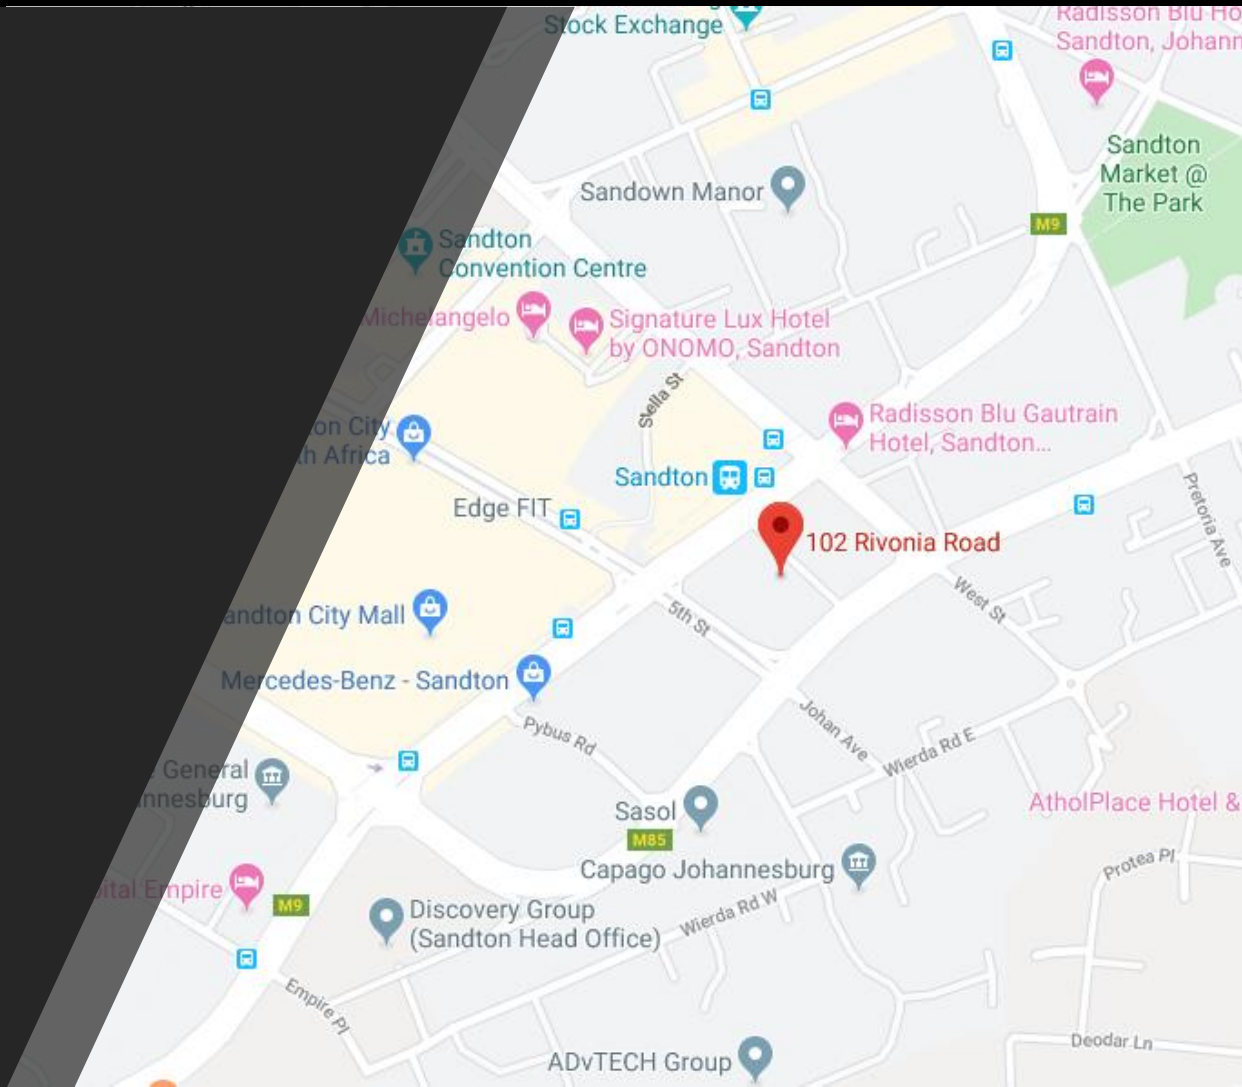 Stock Exchange
Radisson Blu Ho
Sandton, Johann
Sandton
Market @
The Park
Sandown Manor
M9
Sandton
Convention Centre
Michelangelo
Signature Lux Hotel
by ONOMO, Sandton
Stella St
on City
h Africa
Radisson Blu Gautrain
Hotel, Sandton...
Sandton
Edge FIT
Pretoria Ave
102 Rivonia Road
West St
5th St
andton City Mall
Mercedes-Benz - Sandton
Johan Ave
Pybus Rd
Wierda Rd E
General
nnesburg
Sasol
AtholPlace Hotel &
M85
Capago Johannesburg
Protea Pl
ital Empire
M9
Discovery Group
(Sandton Head Office)
Wierda Rd W
Empire Pl
Deodar Ln
ADvTECH Group